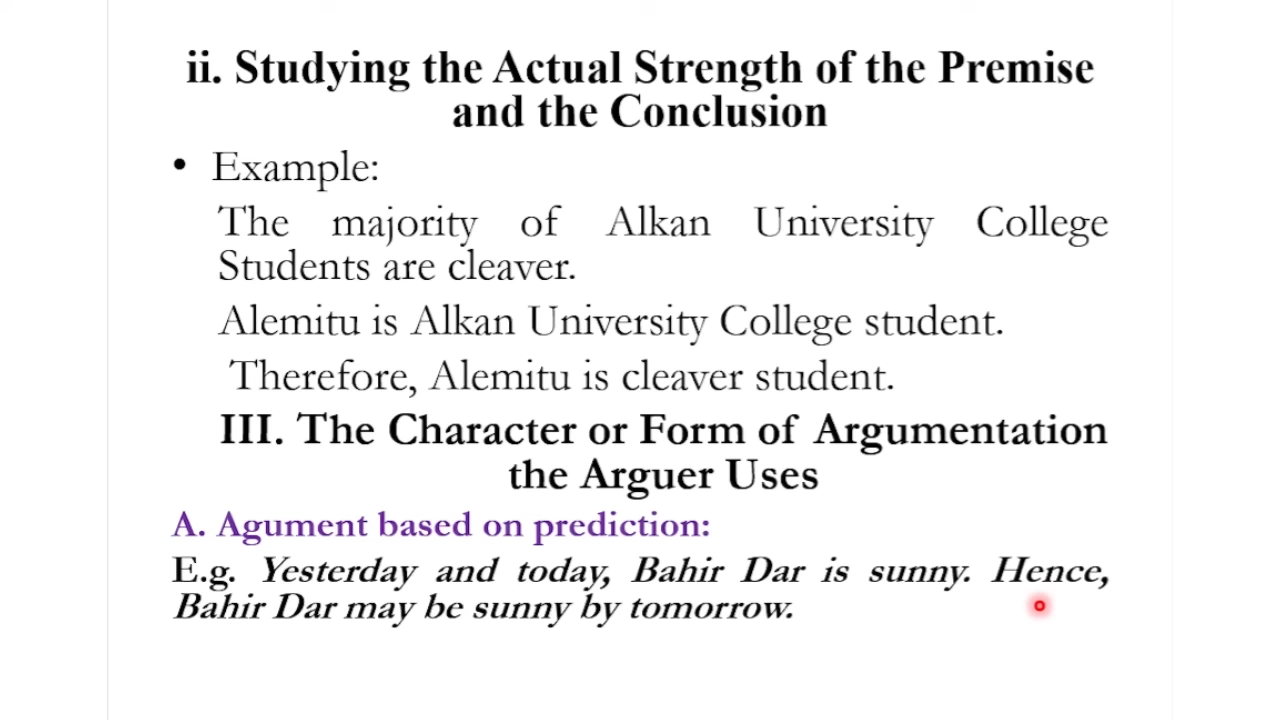 ii. Studying the Actual Strength of the Premise
and the Conclusion
• Example:
The majority of Alkan University College
Students are cleaver.
Alemitu is Alkan University College student.
Therefore, Alemitu is cleaver student.
III. The Character or Form of Argumentation
the Arguer Uses
A. Agument based on prediction:
E.g. Yesterday and today, Bahir Dar is sunny. Hence,
Bahir Dar may be sunny by tomorrow.